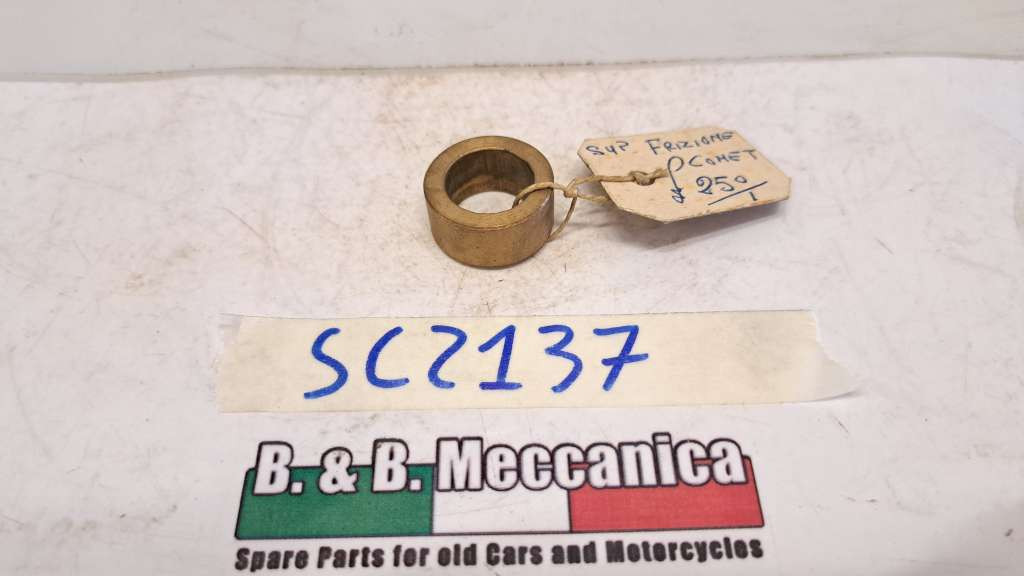 SUP. FRIZIONE
COMET
250/1
SC2137
B. & B. Meccanica
Spare Parts for old Cars and Motorcycles